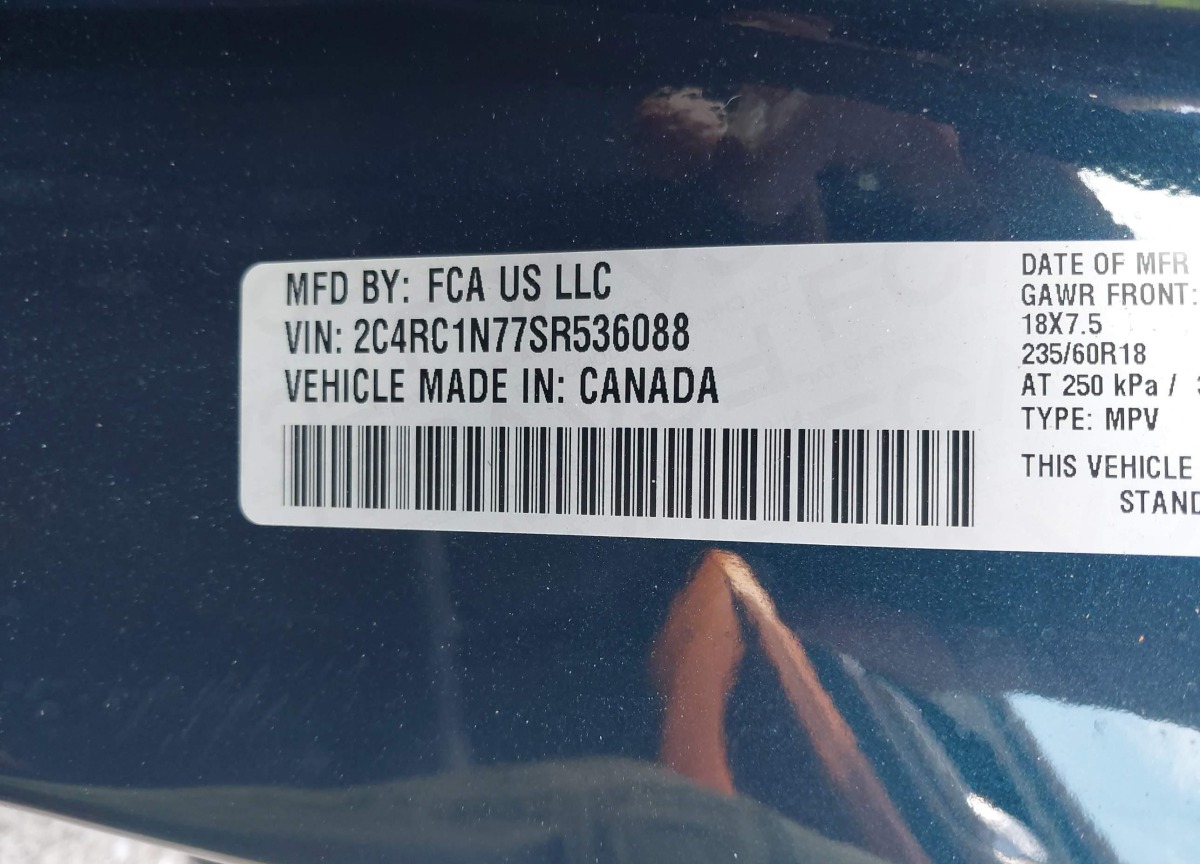 MFD BY: FCA US LLC
VIN: 2C4RC1N77SR536088
VEHICLE MADE IN: CANADA
DATE OF MFR
GAWR FRONT:
18X7.5
235/60R18
AT 250 kPa /
TYPE: MPV
THIS VEHICLE